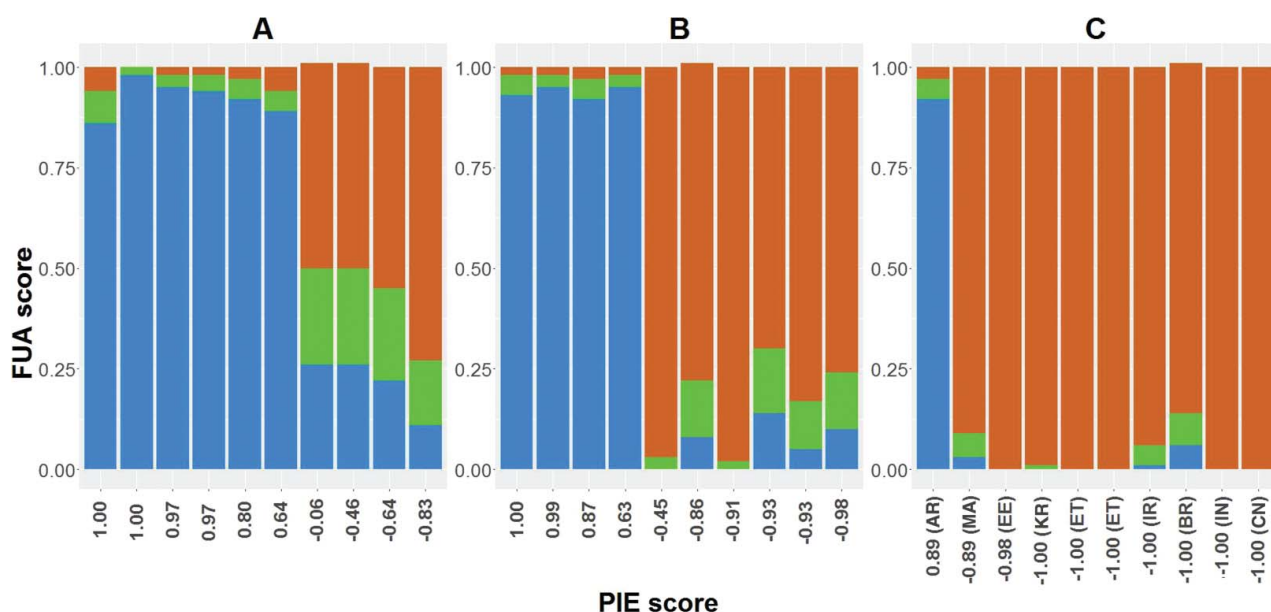 A B C
1.00 1.00 1.00
0.75 0.75 0.75
0.50 0.50 0.50
0.25 0.25 0.25
0.00 0.00 0.00
FUA score
1.00 1.00 0.97 0.97 0.80 0.64 -0.06 -0.46 -0.64 -0.83
1.00 0.99 0.87 0.63 -0.45 -0.86 -0.91 -0.93 -0.93 -0.98
0.89 (AR) -0.89 (MA) -0.98 (EE) -1.00 (KR) -1.00 (ET) -1.00 (ET) -1.00 (IR) -1.00 (BR) -1.00 (IN) -1.00 (CN)
PIE score